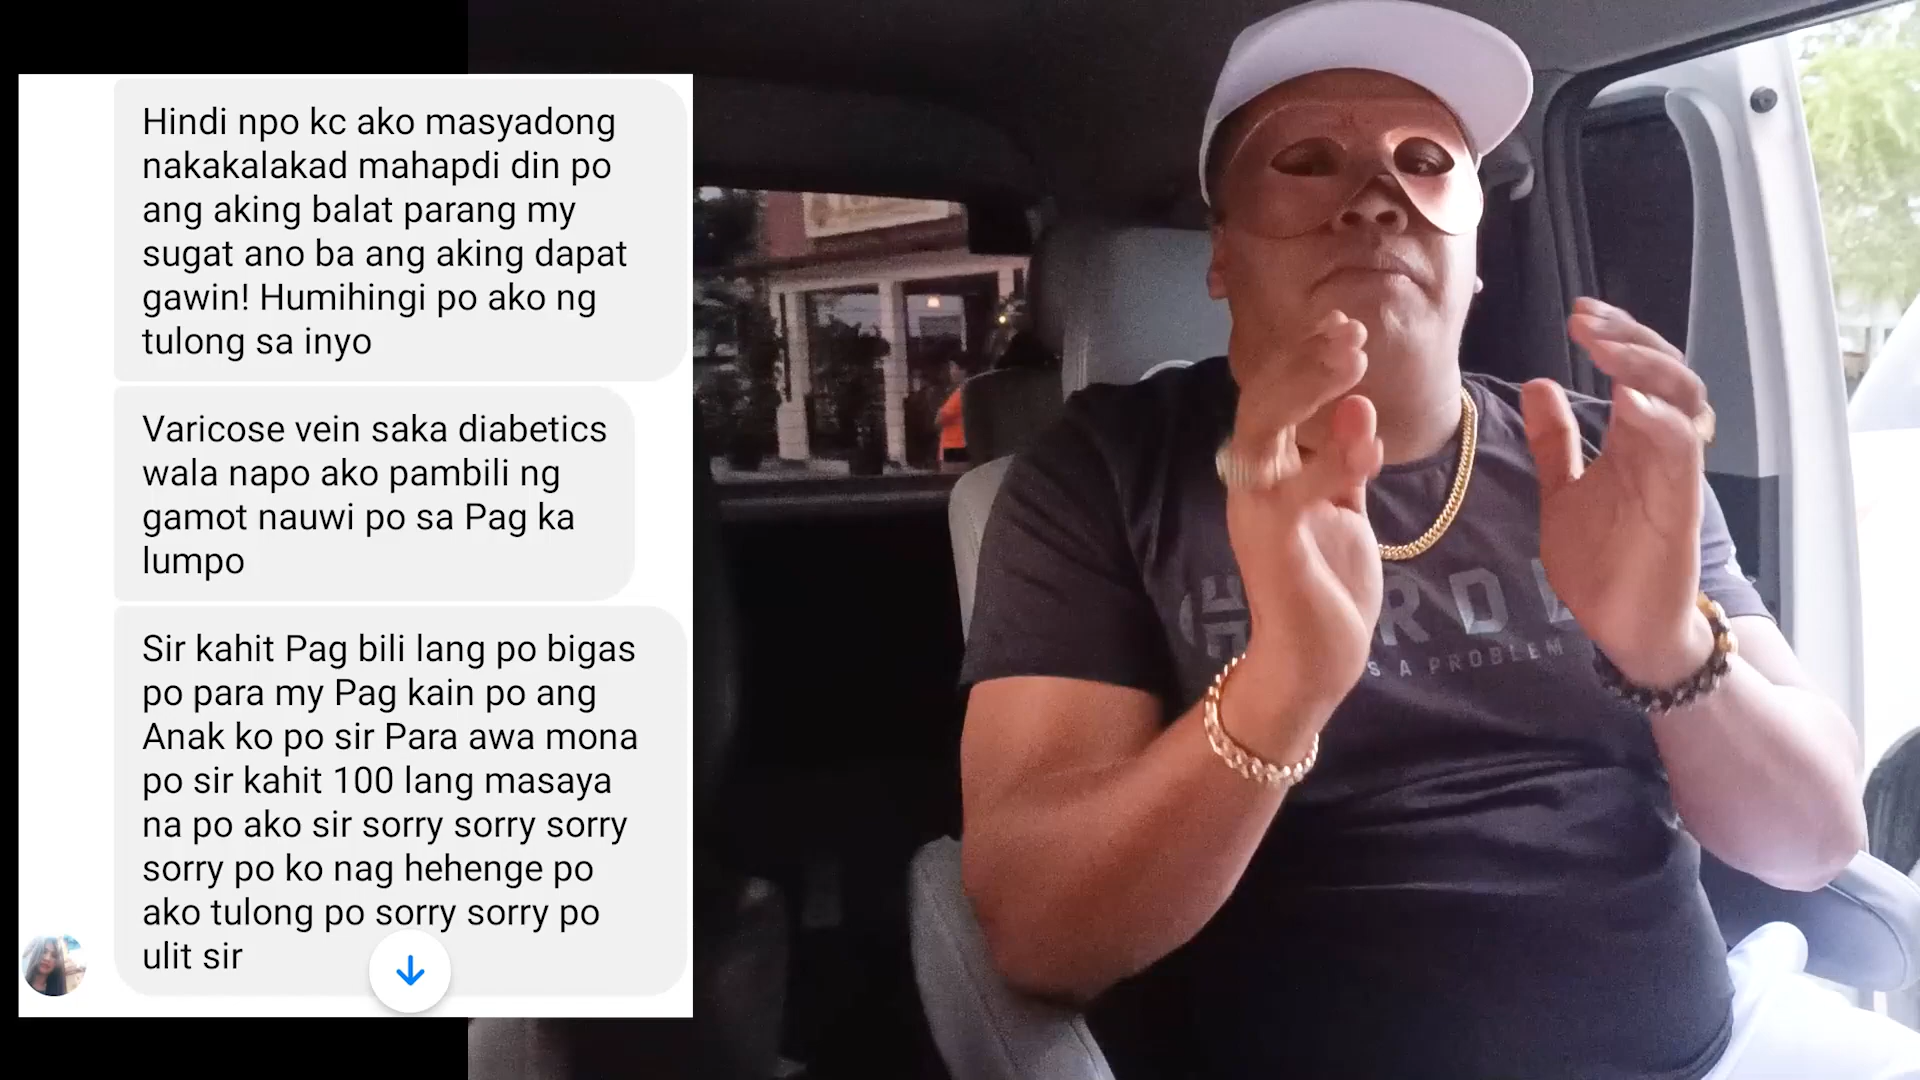 Hindi npo kc ako masyadong
nakakalakad mahapdi din po
ang aking balat parang my
sugat ano ba ang aking dapat
gawin! Humihingi po ako ng
tulong sa inyo
Varicose vein saka diabetics
wala napo ako pambili ng
gamot nauwi po sa Pag ka
lumpo
Sir kahit Pag bili lang po bigas
po para my Pag kain po ang
Anak ko po sir Para awa mona
po sir kahit 100 lang masaya
na po ako sir sorry sorry sorry
sorry po ko nag hehenge po
ako tulong po sorry sorry po
ulit sir
S A PROBLEM